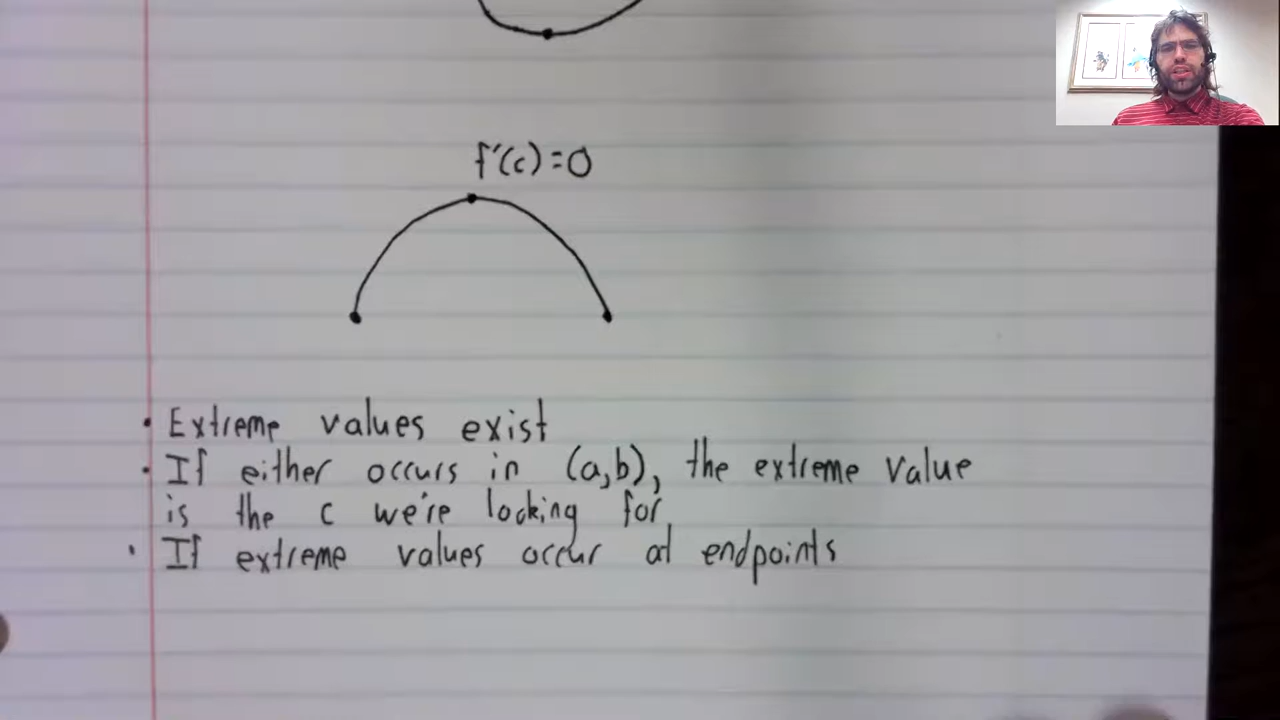 f'(c)=0
• Extreme values exist
• If either occurs in (a,b), the extreme value
is the c we're looking for
• If extreme values occur at endpoints